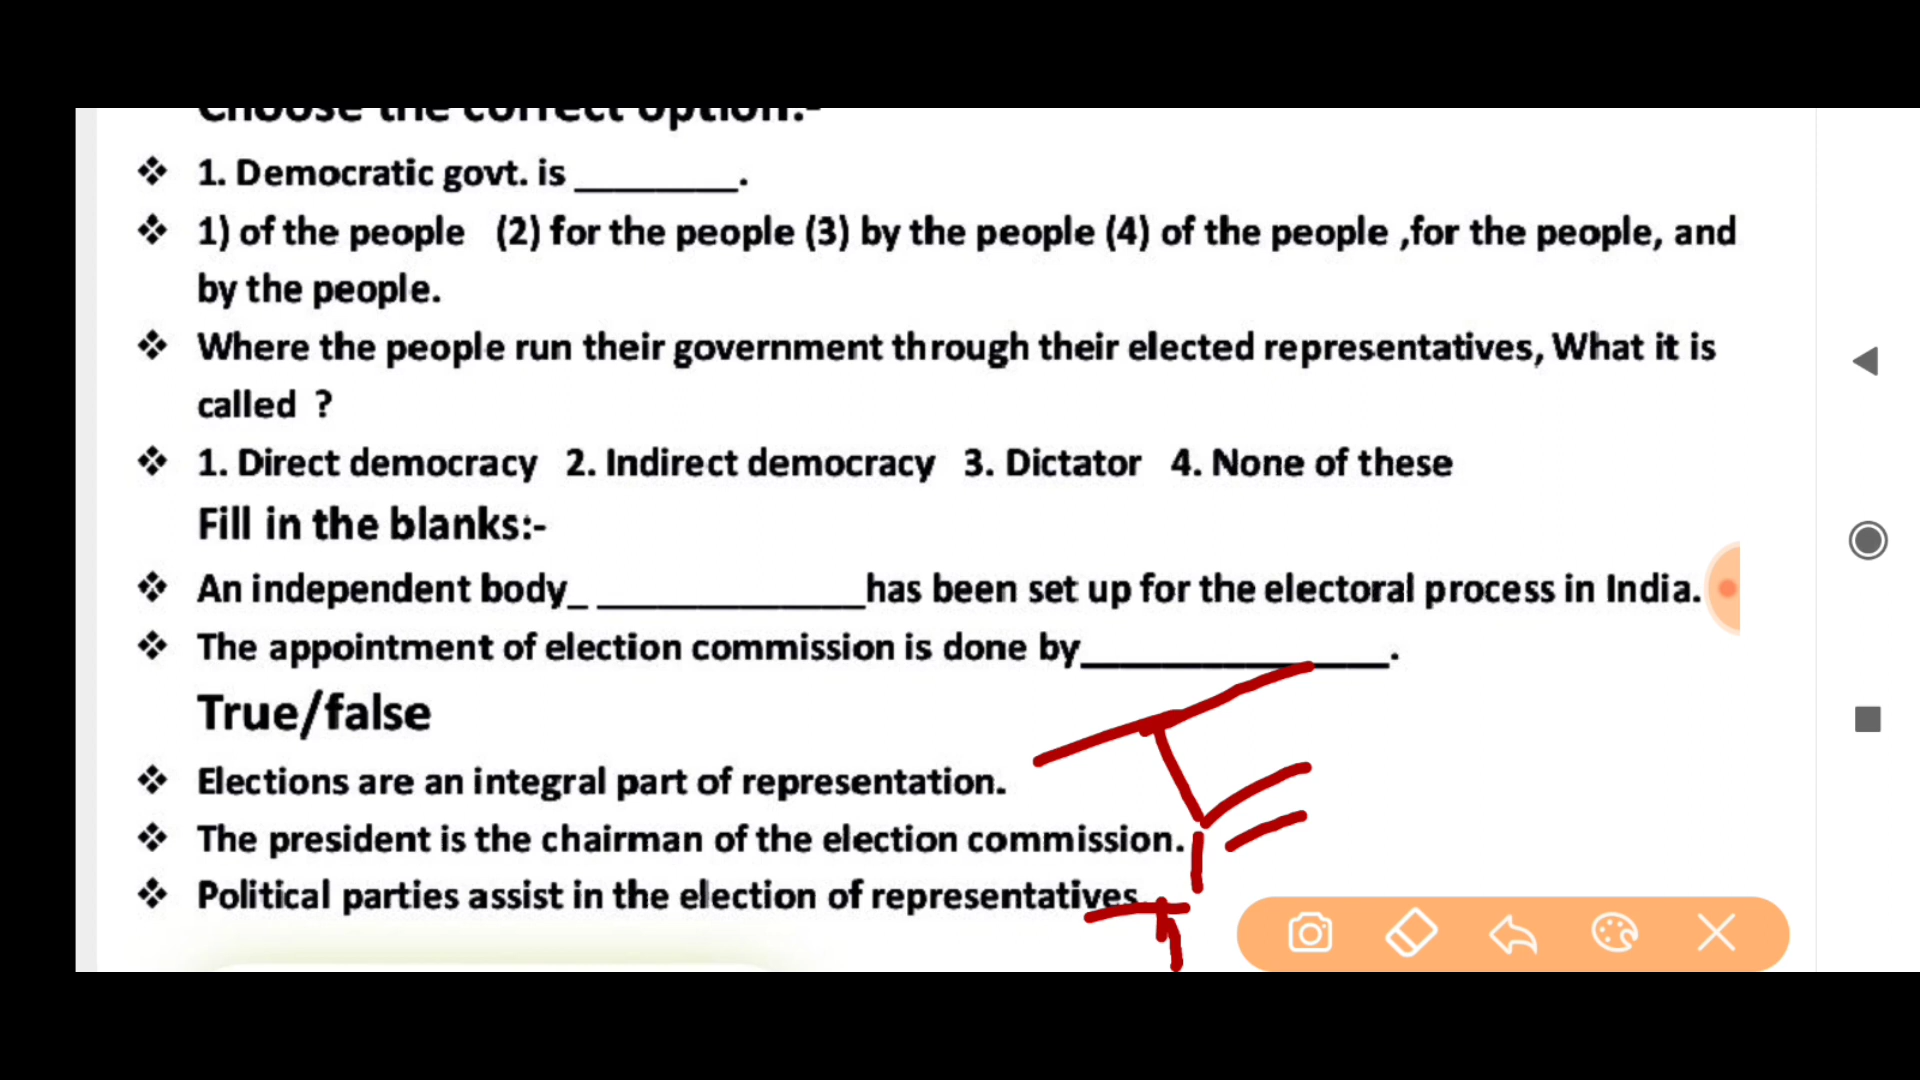 Choose the correct option:-
❖ 1. Democratic govt. is ________.
❖ 1) of the people (2) for the people (3) by the people (4) of the people ,for the people, and
by the people.
❖ Where the people run their government through their elected representatives, What it is
called ?
❖ 1. Direct democracy 2. Indirect democracy 3. Dictator 4. None of these
Fill in the blanks:-
❖ An independent body_ _____________has been set up for the electoral process in India.
❖ The appointment of election commission is done by_______________.
True/false
❖ Elections are an integral part of representation.
T
❖ The president is the chairman of the election commission.
F
❖ Political parties assist in the election of representatives.
T